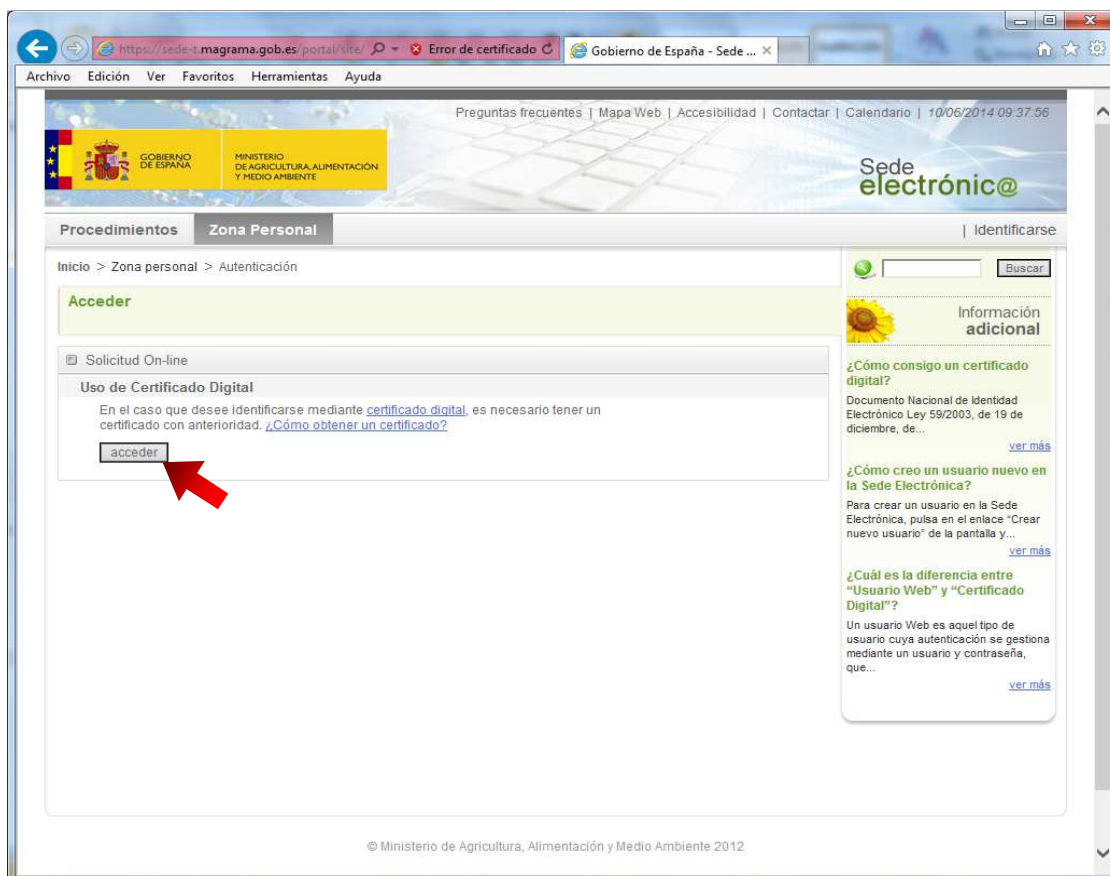 https://sede-t.magrama.gob.es/portal/site/
Error de certificado
Gobierno de España - Sede ...
Archivo Edición Ver Favoritos Herramientas Ayuda
Preguntas frecuentes | Mapa Web | Accesibilidad | Contactar | Calendario | 10/06/2014 09:37:56
GOBIERNO
DE ESPAÑA
MINISTERIO
DE AGRICULTURA, ALIMENTACIÓN
Y MEDIO AMBIENTE
Sede
electrónic@
Procedimientos
Zona Personal
| Identificarse
Inicio > Zona personal > Autenticación
Buscar
Acceder
Información
adicional
Solicitud On-line
Uso de Certificado Digital
En el caso que desee identificarse mediante certificado digital, es necesario tener un
certificado con anterioridad. ¿Cómo obtener un certificado?
acceder
¿Cómo consigo un certificado
digital?
Documento Nacional de Identidad
Electrónico Ley 59/2003, de 19 de
diciembre, de...
ver más
¿Cómo creo un usuario nuevo en
la Sede Electrónica?
Para crear un usuario en la Sede
Electrónica, pulsa en el enlace “Crear
nuevo usuario” de la pantalla y...
ver más
¿Cuál es la diferencia entre
“Usuario Web” y “Certificado
Digital”?
Un usuario Web es aquel tipo de
usuario cuya autenticación se gestiona
mediante un usuario y contraseña,
que...
ver más
© Ministerio de Agricultura, Alimentación y Medio Ambiente 2012